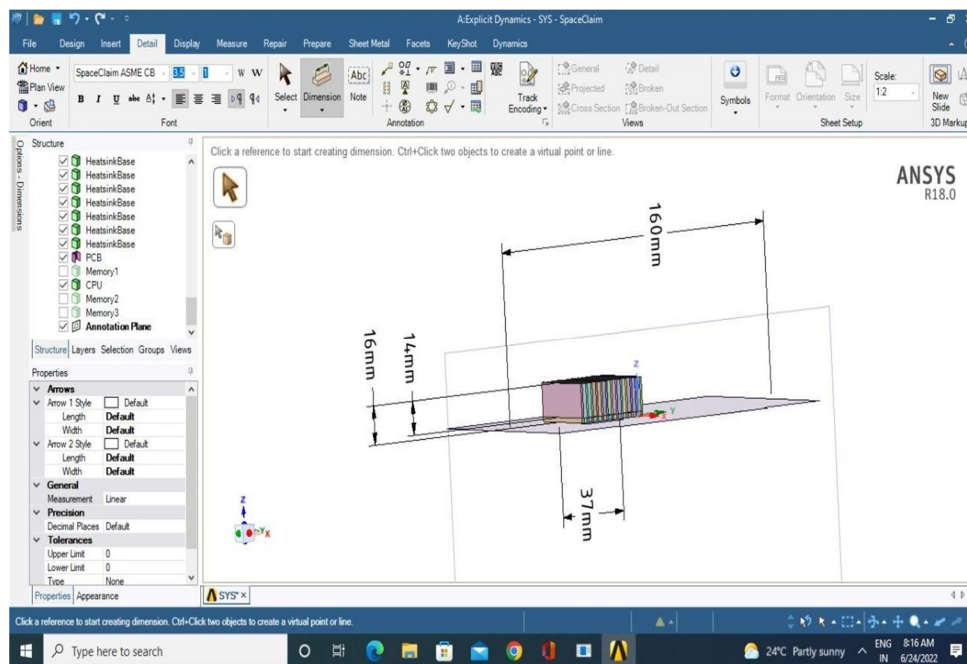 A:Explicit Dynamics - SYS - SpaceClaim
File Design Insert Detail Display Measure Repair Prepare Sheet Metal Facets KeyShot Dynamics
Home
Plan View
Orient
SpaceClaim ASME CB 3.5 1 W W
B I U abc
Font
Select
Dimension
Abc
Note
Annotation
Track
Encoding
General Detail
Projected Broken
Cross Section Broken-Out Section
Views
Symbols
Format Orientation Size
Scale:
1:2
Sheet Setup
New
Slide
3D Markup
Options - Dimensions
Structure
HeatsinkBase
HeatsinkBase
HeatsinkBase
HeatsinkBase
HeatsinkBase
HeatsinkBase
HeatsinkBase
PCB
Memory1
CPU
Memory2
Memory3
Annotation Plane
Structure Layers Selection Groups Views
Properties
Arrows
Arrow 1 Style Default
Length Default
Width Default
Arrow 2 Style Default
Length Default
Width Default
General
Measurement Linear
Precision
Decimal Places Default
Tolerances
Upper Limit 0
Lower Limit 0
Type None
Properties Appearance
Click a reference to start creating dimension. Ctrl+Click two objects to create a virtual point or line.
ANSYS
R18.0
160mm
16mm
14mm
37mm
Z
Y
X
Z
Y
X
SYS*
Click a reference to start creating dimension. Ctrl+Click two objects to create a virtual point or line.
Type here to search
24°C Partly sunny
ENG
IN
8:16 AM
6/24/2022